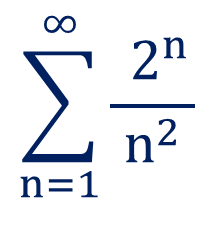 ∞
∑ 2ⁿ
n²
n=1